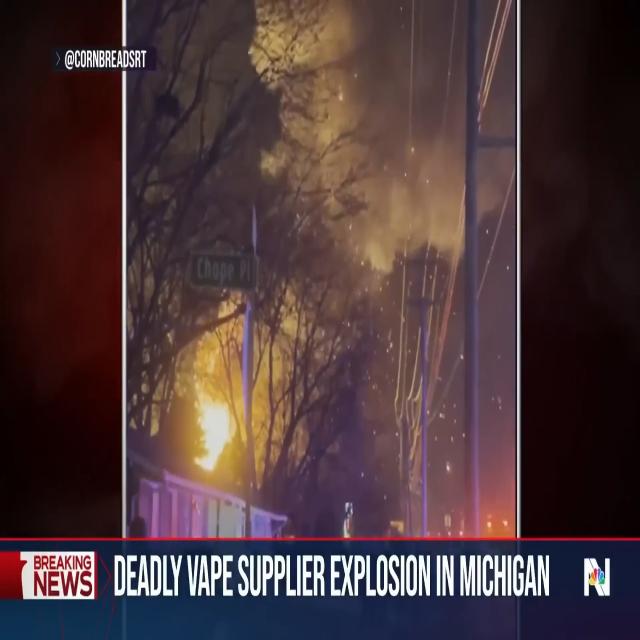 @CORNBREADSRT
Chope Pl
BREAKING
NEWS
DEADLY VAPE SUPPLIER EXPLOSION IN MICHIGAN
N